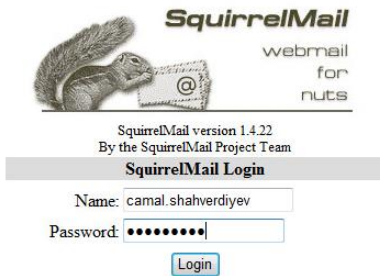 SquirrelMail
webmail
for
nuts
@
SquirrelMail version 1.4.22
By the SquirrelMail Project Team
SquirrelMail Login
Name: camal.shahverdiyev
Password: •••••••••
Login